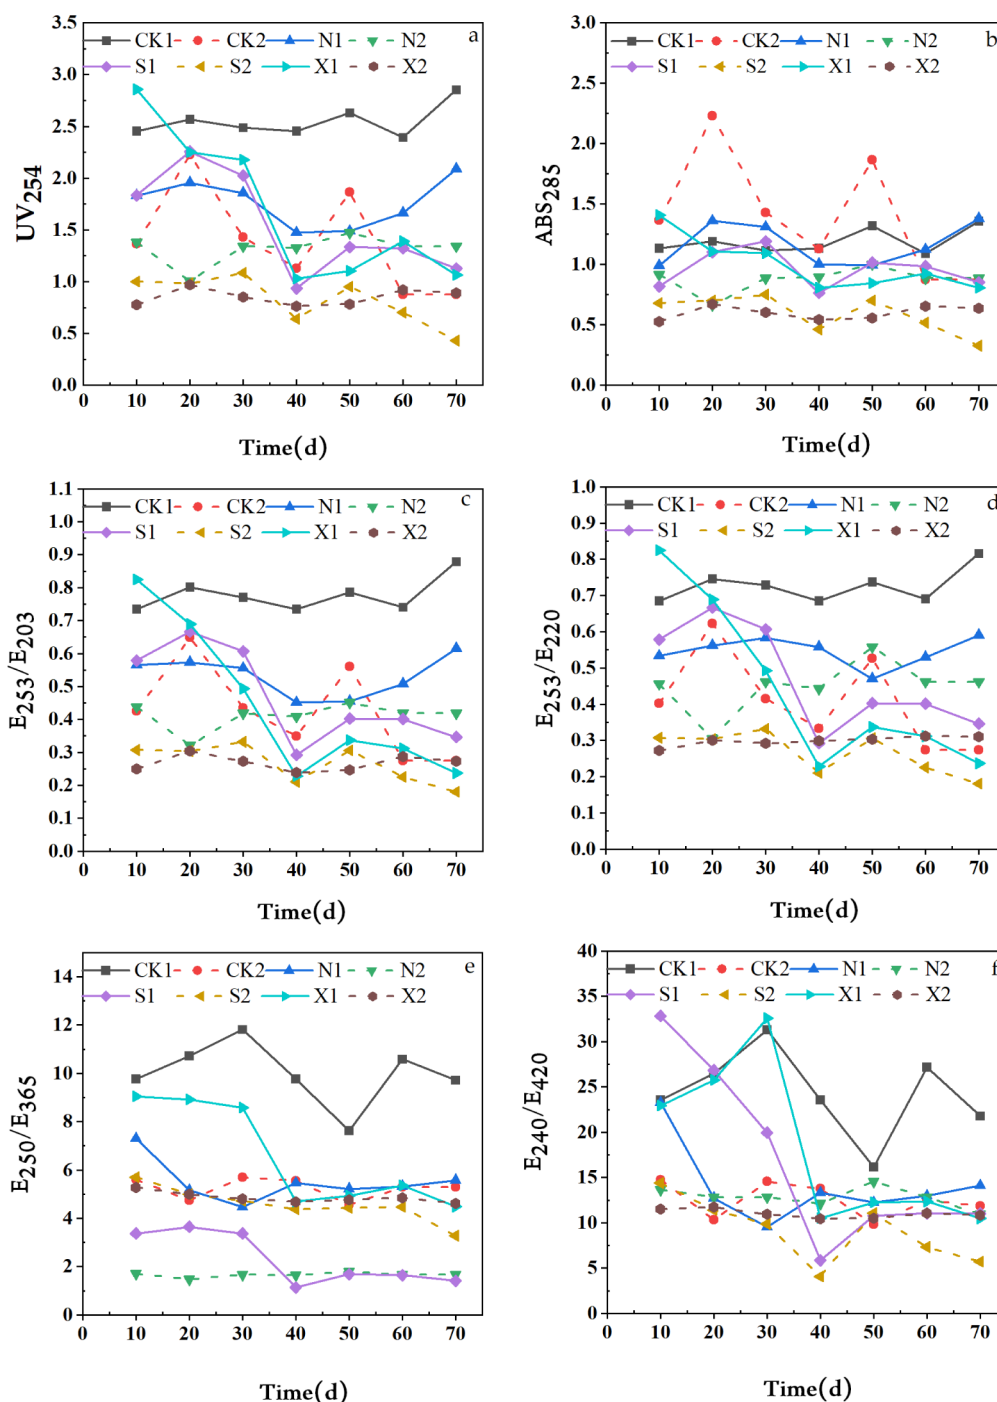 a
CK1 CK2 N1 N2
S1 S2 X1 X2
UV254
3.5
3.0
2.5
2.0
1.5
1.0
0.5
0.0
0 10 20 30 40 50 60 70
Time(d)
b
CK1 CK2 N1 N2
S1 S2 X1 X2
ABS285
3.0
2.5
2.0
1.5
1.0
0.5
0.0
0 10 20 30 40 50 60 70
Time(d)
c
CK1 CK2 N1 N2
S1 S2 X1 X2
E253/E203
1.1
1.0
0.9
0.8
0.7
0.6
0.5
0.4
0.3
0.2
0.1
0.0
0 10 20 30 40 50 60 70
Time(d)
d
CK1 CK2 N1 N2
S1 S2 X1 X2
E253/E220
1.0
0.9
0.8
0.7
0.6
0.5
0.4
0.3
0.2
0.1
0.0
0 10 20 30 40 50 60 70
Time(d)
e
CK1 CK2 N1 N2
S1 S2 X1 X2
E250/E365
14
12
10
8
6
4
2
0
0 10 20 30 40 50 60 70
Time(d)
f
CK1 CK2 N1 N2
S1 S2 X1 X2
E240/E420
40
35
30
25
20
15
10
5
0
0 10 20 30 40 50 60 70
Time(d)